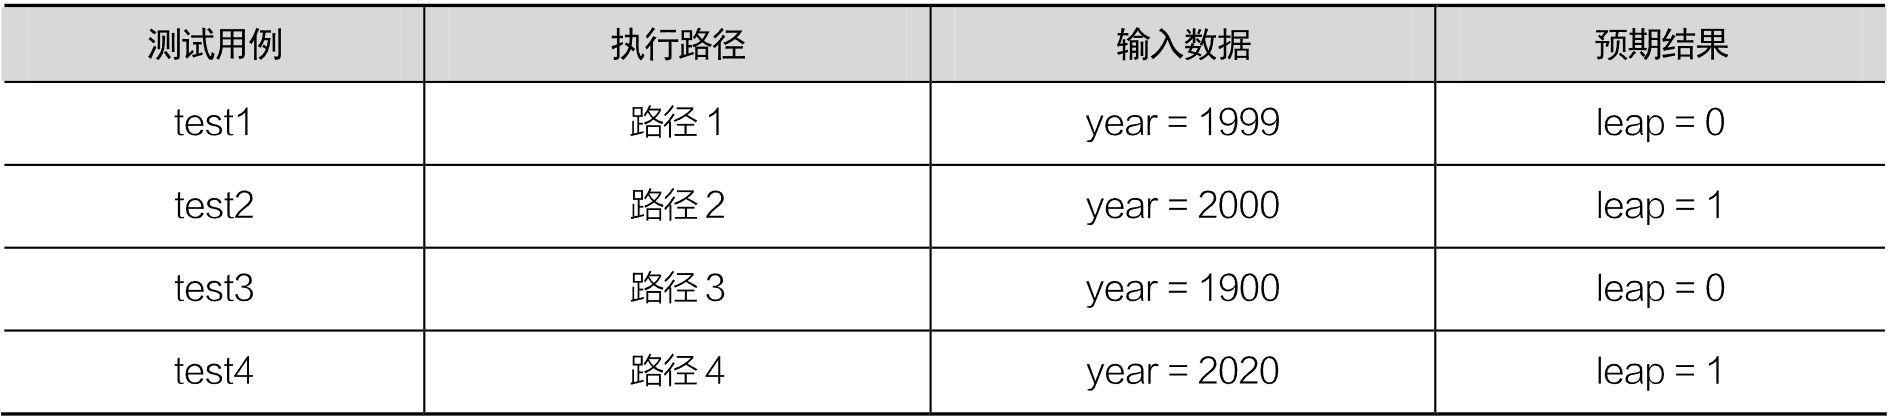 测试用例 执行路径 输入数据 预期结果
test1 路径 1 year = 1999 leap = 0
test2 路径 2 year = 2000 leap = 1
test3 路径 3 year = 1900 leap = 0
test4 路径 4 year = 2020 leap = 1